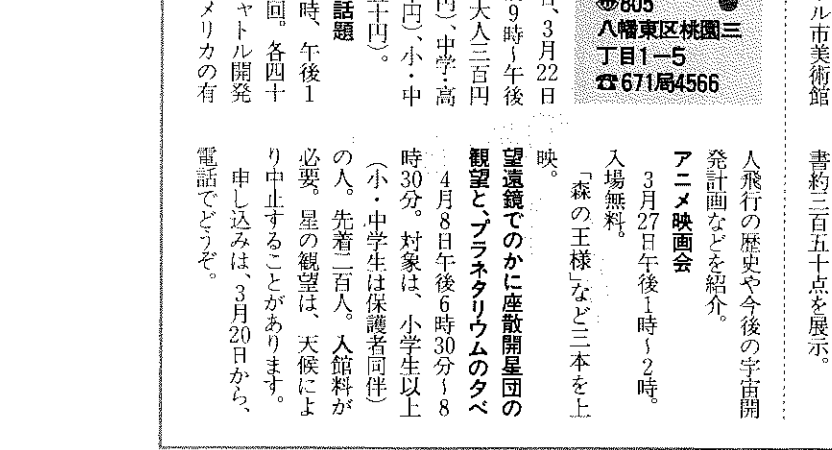 ル市美術館
書約三百五十点を展示。
〒805
八幡東区桃園三
丁目1－5
☎671局4566
日、3月22日
9時～午後
大人三百円
円)、中学・高
円)、小・中
五十円)。
話題
時、午後1
回。各四十
ャトル開発
メリカの有
人飛行の歴史や今後の宇宙開
発計画などを紹介。
アニメ映画会
3月27日午後1時～2時。
入場無料。
「森の王様」など三本を上
映。
望遠鏡でのかに座散開星団の
観望と、プラネタリウムの夕べ
4月8日午後6時30分～8
時30分。対象は、小学生以上
(小・中学生は保護者同伴)
の人。先着二百人。入館料が
必要。星の観望は、天候によ
り中止することがあります。
申し込みは、3月20日から、
電話でどうぞ。